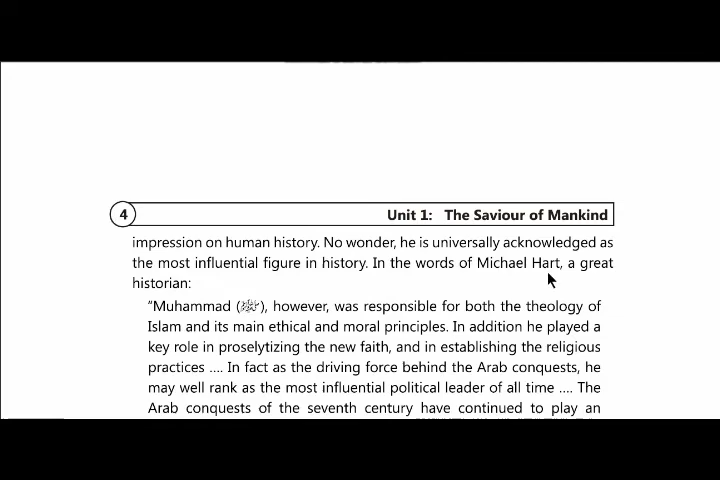 4
Unit 1: The Saviour of Mankind
impression on human history. No wonder, he is universally acknowledged as
the most influential figure in history. In the words of Michael Hart, a great
historian:
"Muhammad (ﷺ), however, was responsible for both the theology of
Islam and its main ethical and moral principles. In addition he played a
key role in proselytizing the new faith, and in establishing the religious
practices .... In fact as the driving force behind the Arab conquests, he
may well rank as the most influential political leader of all time .... The
Arab conquests of the seventh century have continued to play an